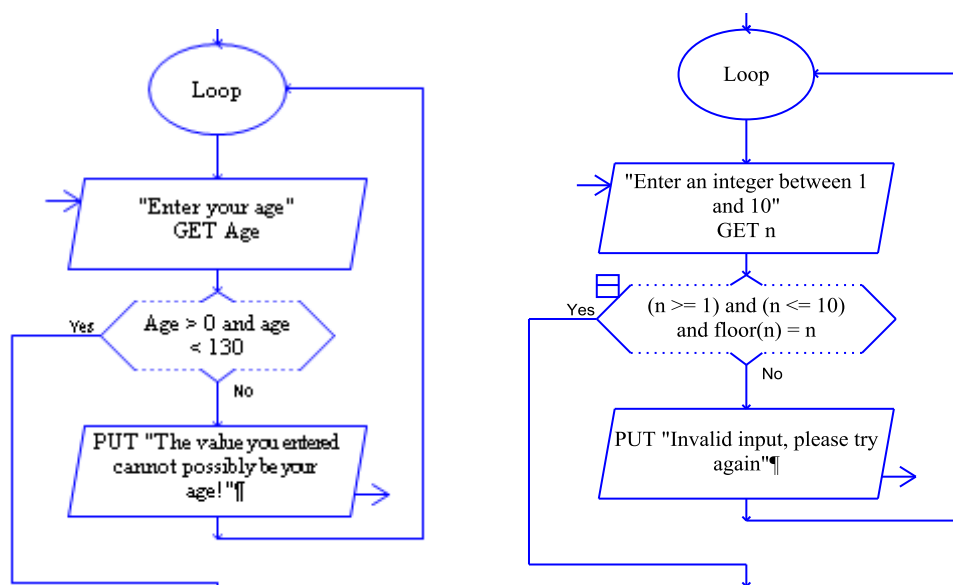 Loop
"Enter your age"
GET Age
Yes
Age > 0 and age
< 130
No
PUT "The value you entered
cannot possibly be your
age!"¶
Loop
"Enter an integer between 1
and 10"
GET n
Yes
(n >= 1) and (n <= 10)
and floor(n) = n
No
PUT "Invalid input, please try
again"¶